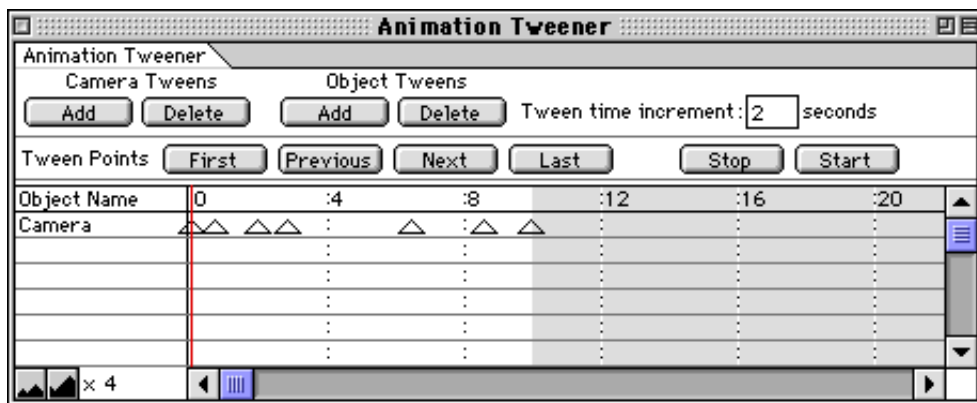 Animation Tweener
Animation Tweener
Camera Tweens Object Tweens
Add Delete Add Delete Tween time increment: 2 seconds
Tween Points First Previous Next Last Stop Start
Object Name 0 :4 :8 :12 :16 :20
Camera
x 4